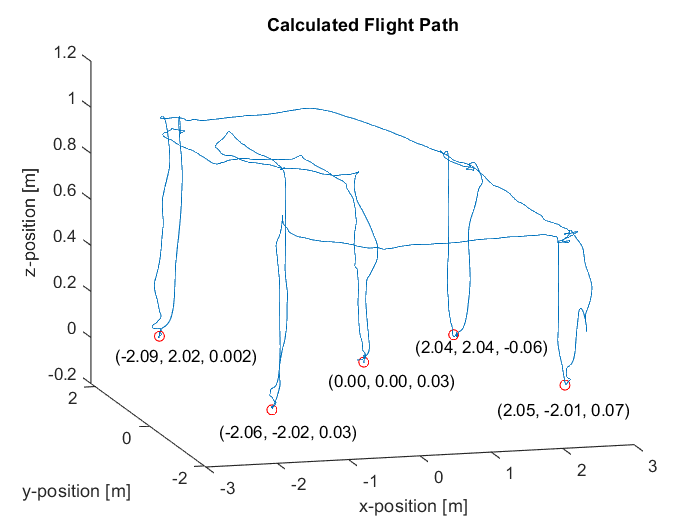 Calculated Flight Path
1.2
1
0.8
0.6
0.4
0.2
0
-0.2
z-position [m]
(-2.09, 2.02, 0.002)
(2.04, 2.04, -0.06)
(0.00, 0.00, 0.03)
(2.05, -2.01, 0.07)
(-2.06, -2.02, 0.03)
2
0
-2
y-position [m]
-3
-2
-1
0
1
2
3
x-position [m]